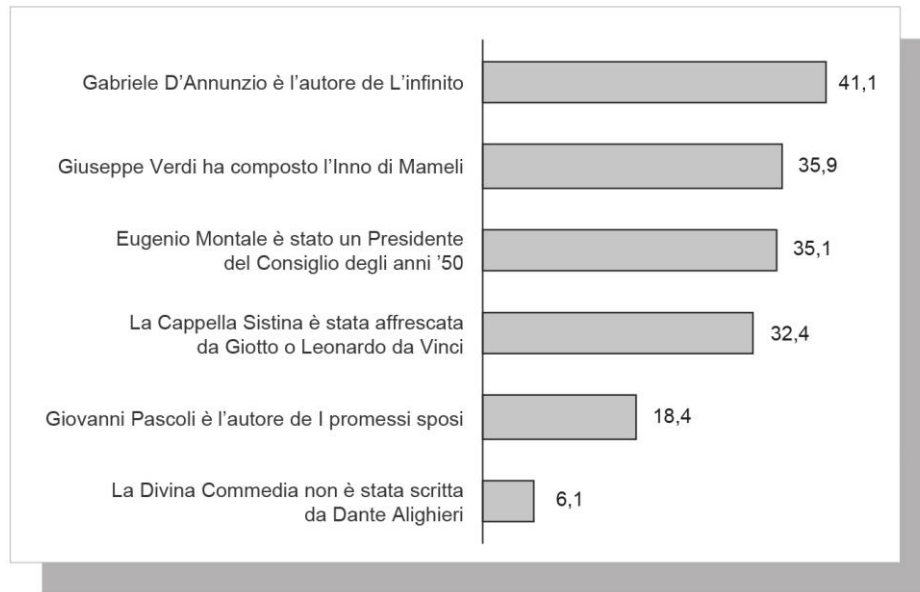 Gabriele D’Annunzio è l’autore de L’infinito 41,1
Giuseppe Verdi ha composto l’Inno di Mameli 35,9
Eugenio Montale è stato un Presidente
del Consiglio degli anni ’50 35,1
La Cappella Sistina è stata affrescata
da Giotto o Leonardo da Vinci 32,4
Giovanni Pascoli è l’autore de I promessi sposi 18,4
La Divina Commedia non è stata scritta
da Dante Alighieri 6,1